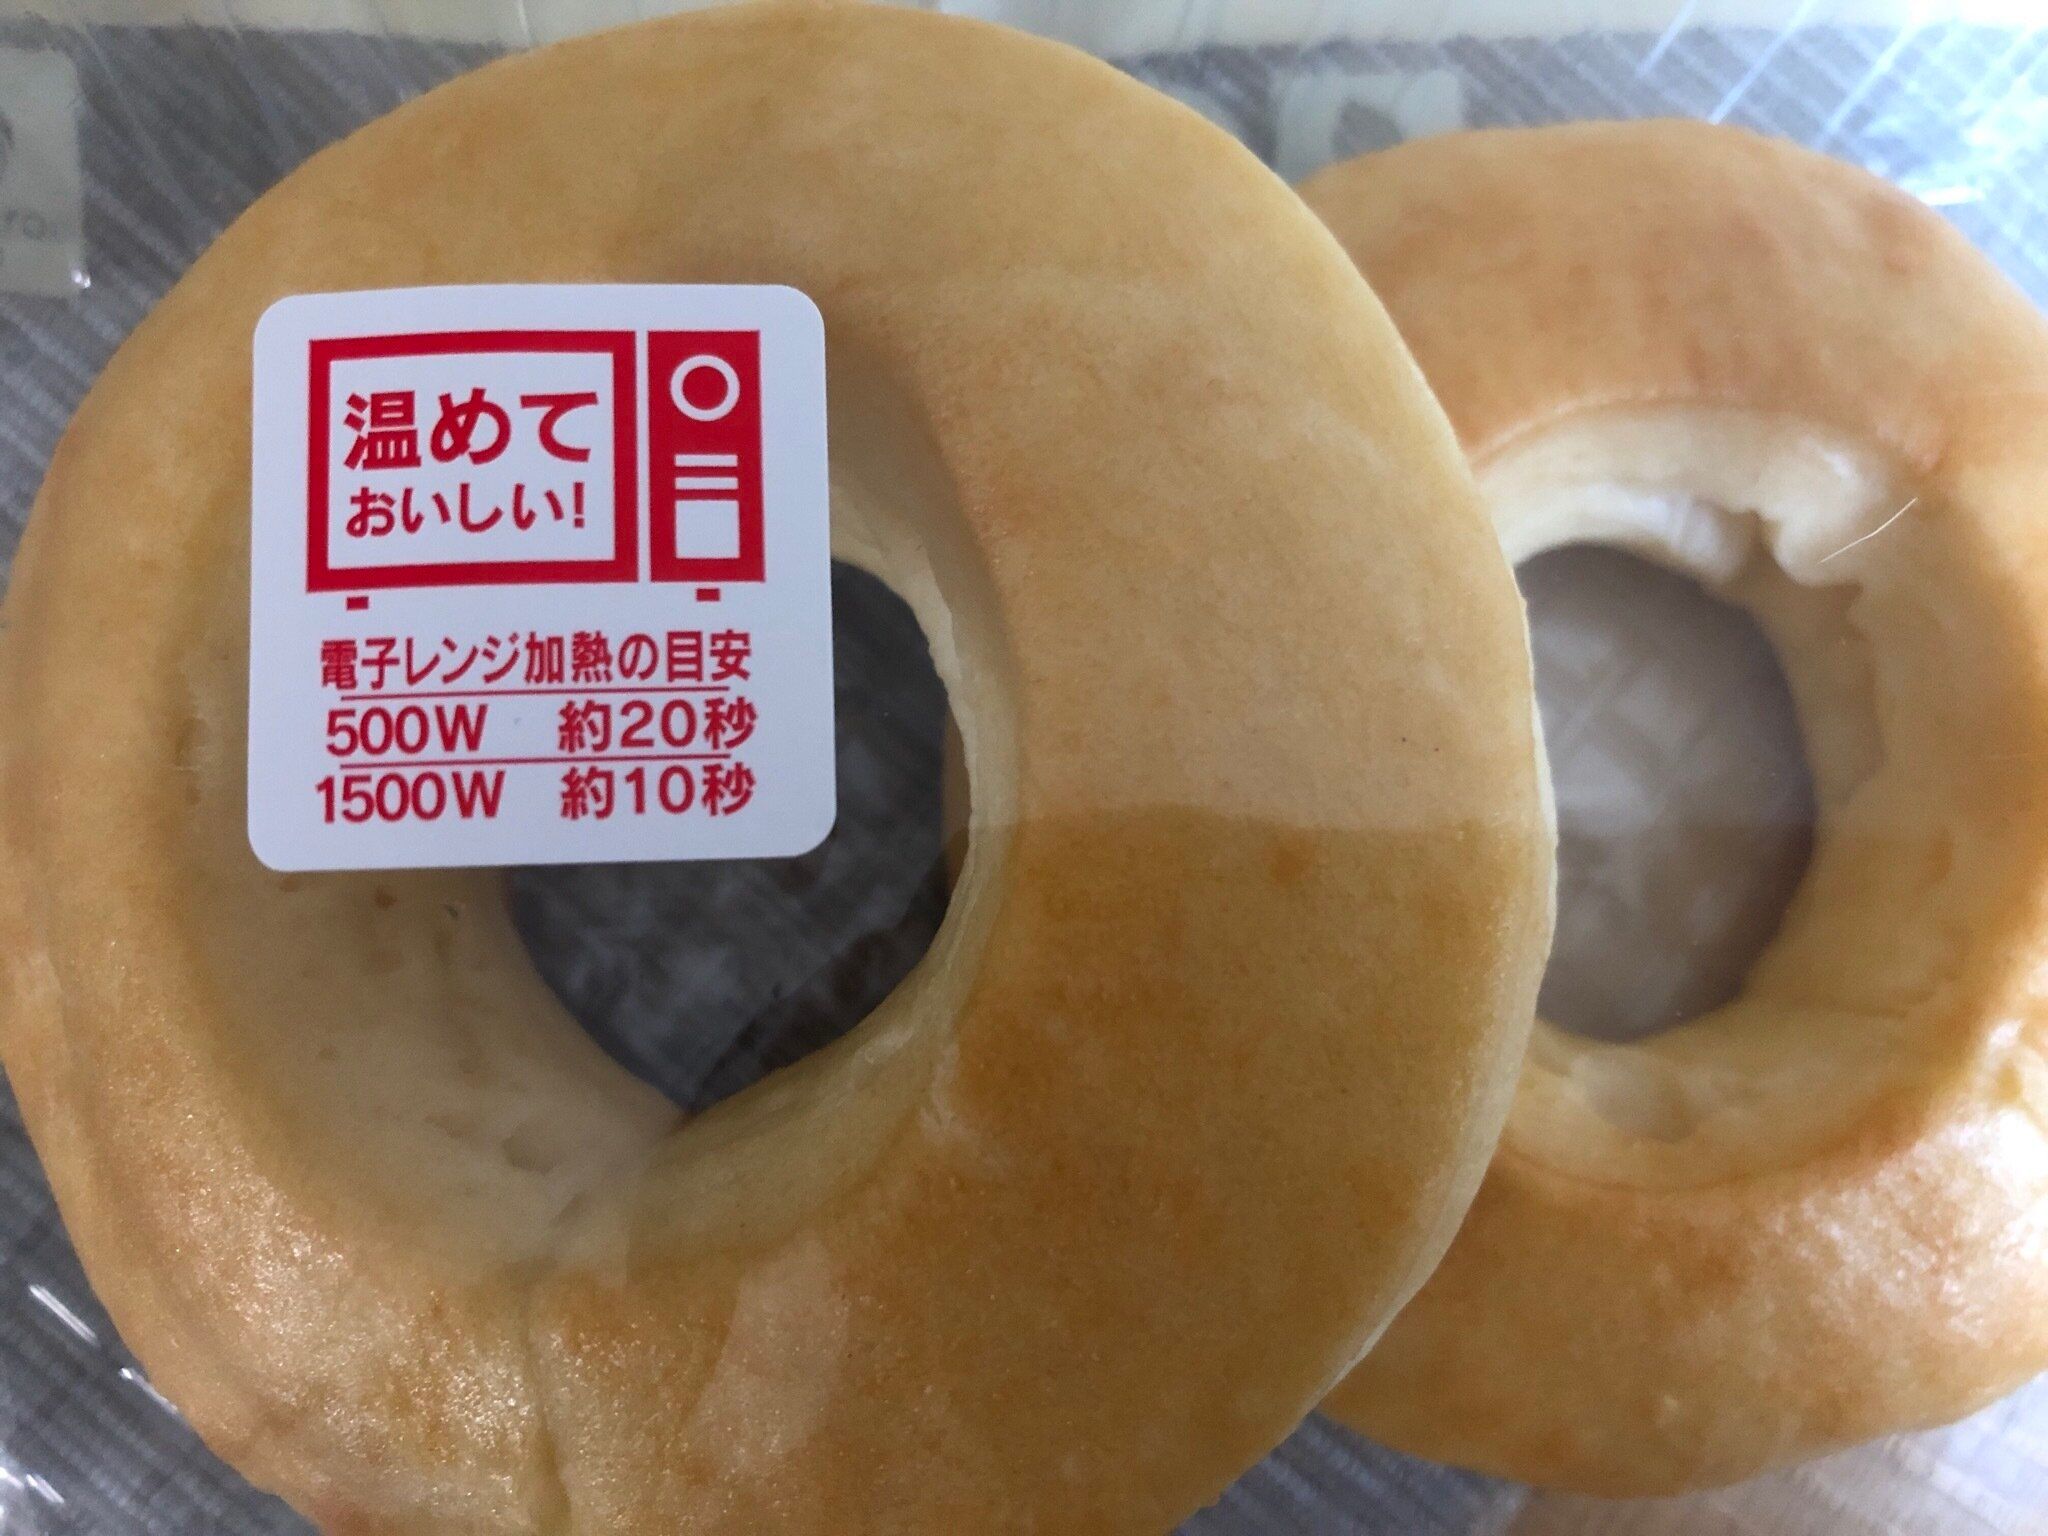 温めて
おいしい!
電子レンジ加熱の目安
500W 約20秒
1500W 約10秒